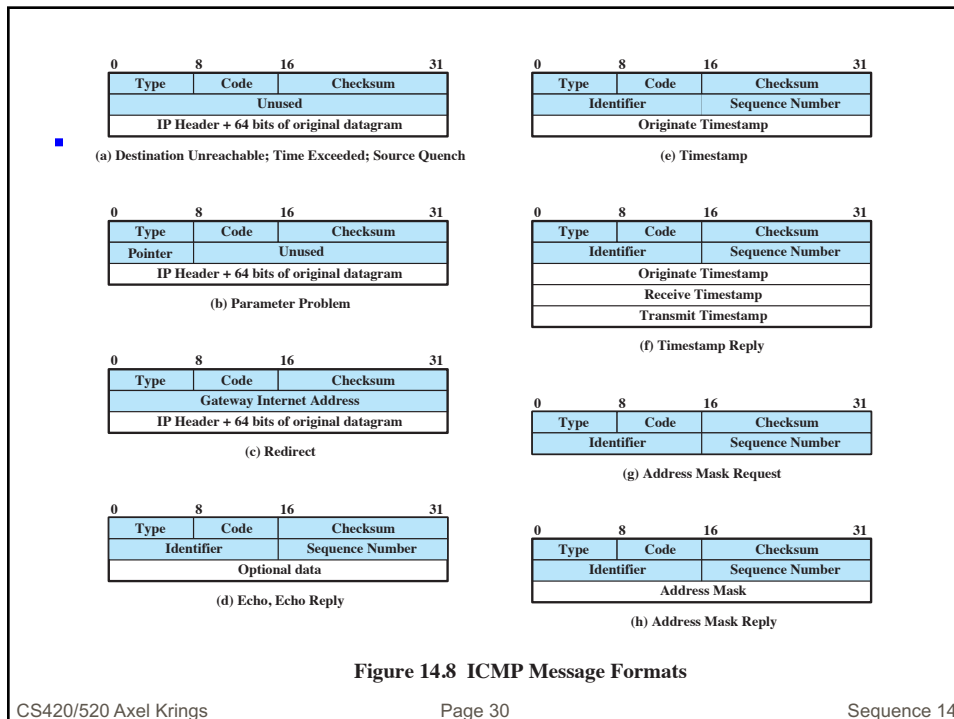 0 8 16 31
Type Code Checksum
Unused
IP Header + 64 bits of original datagram
(a) Destination Unreachable; Time Exceeded; Source Quench
0 8 16 31
Type Code Checksum
Pointer Unused
IP Header + 64 bits of original datagram
(b) Parameter Problem
0 8 16 31
Type Code Checksum
Gateway Internet Address
IP Header + 64 bits of original datagram
(c) Redirect
0 8 16 31
Type Code Checksum
Identifier Sequence Number
Optional data
(d) Echo, Echo Reply
0 8 16 31
Type Code Checksum
Identifier Sequence Number
Originate Timestamp
(e) Timestamp
0 8 16 31
Type Code Checksum
Identifier Sequence Number
Originate Timestamp
Receive Timestamp
Transmit Timestamp
(f) Timestamp Reply
0 8 16 31
Type Code Checksum
Identifier Sequence Number
(g) Address Mask Request
0 8 16 31
Type Code Checksum
Identifier Sequence Number
Address Mask
(h) Address Mask Reply
Figure 14.8 ICMP Message Formats
CS420/520 Axel Krings Page 30 Sequence 14